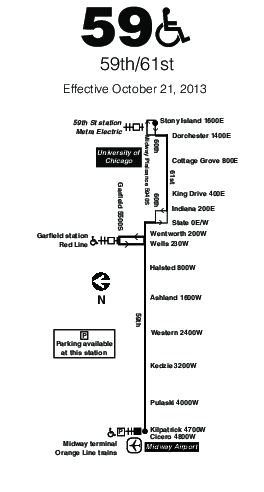 59
59th/61st
Effective October 21, 2013
59th St station
Metra Electric
Stony Island 1600E
60th
Dorchester 1400E
University of
Chicago
Midway Plaisance 5940S
Cottage Grove 800E
61st
Garfield 5500S
King Drive 400E
60th
Indiana 200E
State 0E/W
Garfield station
Red Line
Wentworth 200W
Wells 230W
Halsted 800W
N
Ashland 1600W
59th
P
Parking available
at this station
Western 2400W
Kedzie 3200W
Pulaski 4000W
P
Kilpatrick 4700W
Cicero 4800W
Midway terminal
Orange Line trains
Midway Airport